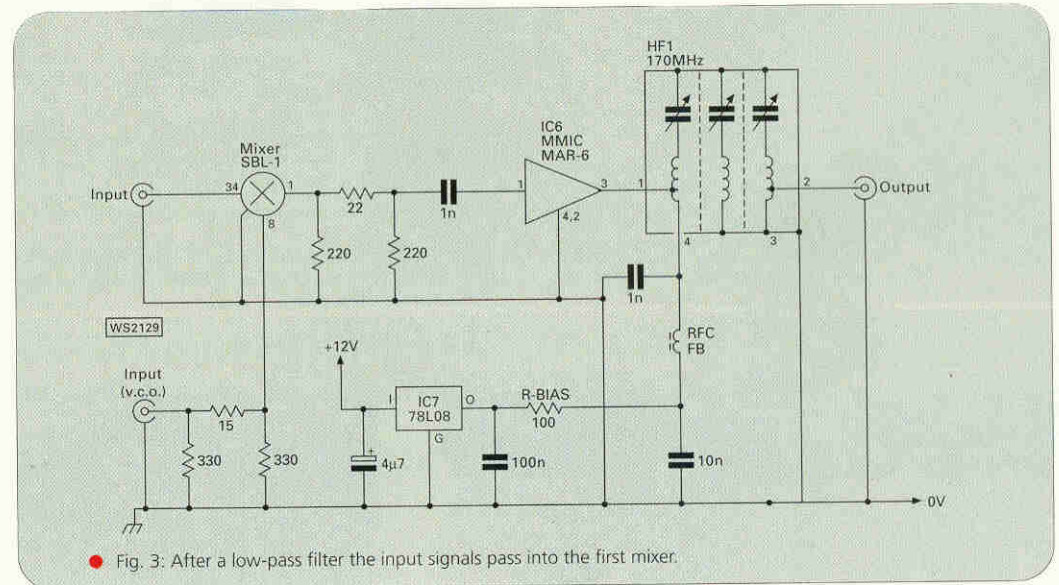 HF1
170MHz
Mixer
SBL-1
IC6
MMIC
MAR-6
Input
34
1
8
22
220
220
1n
1
3
4,2
1
2
4
3
Output
1n
WS2129
RFC
FB
+12V
Input
(v.c.o.)
15
330
330
I
IC7
78L08
O
G
R-BIAS
100
+
4µ7
100n
10n
0V
Fig. 3: After a low-pass filter the input signals pass into the first mixer.